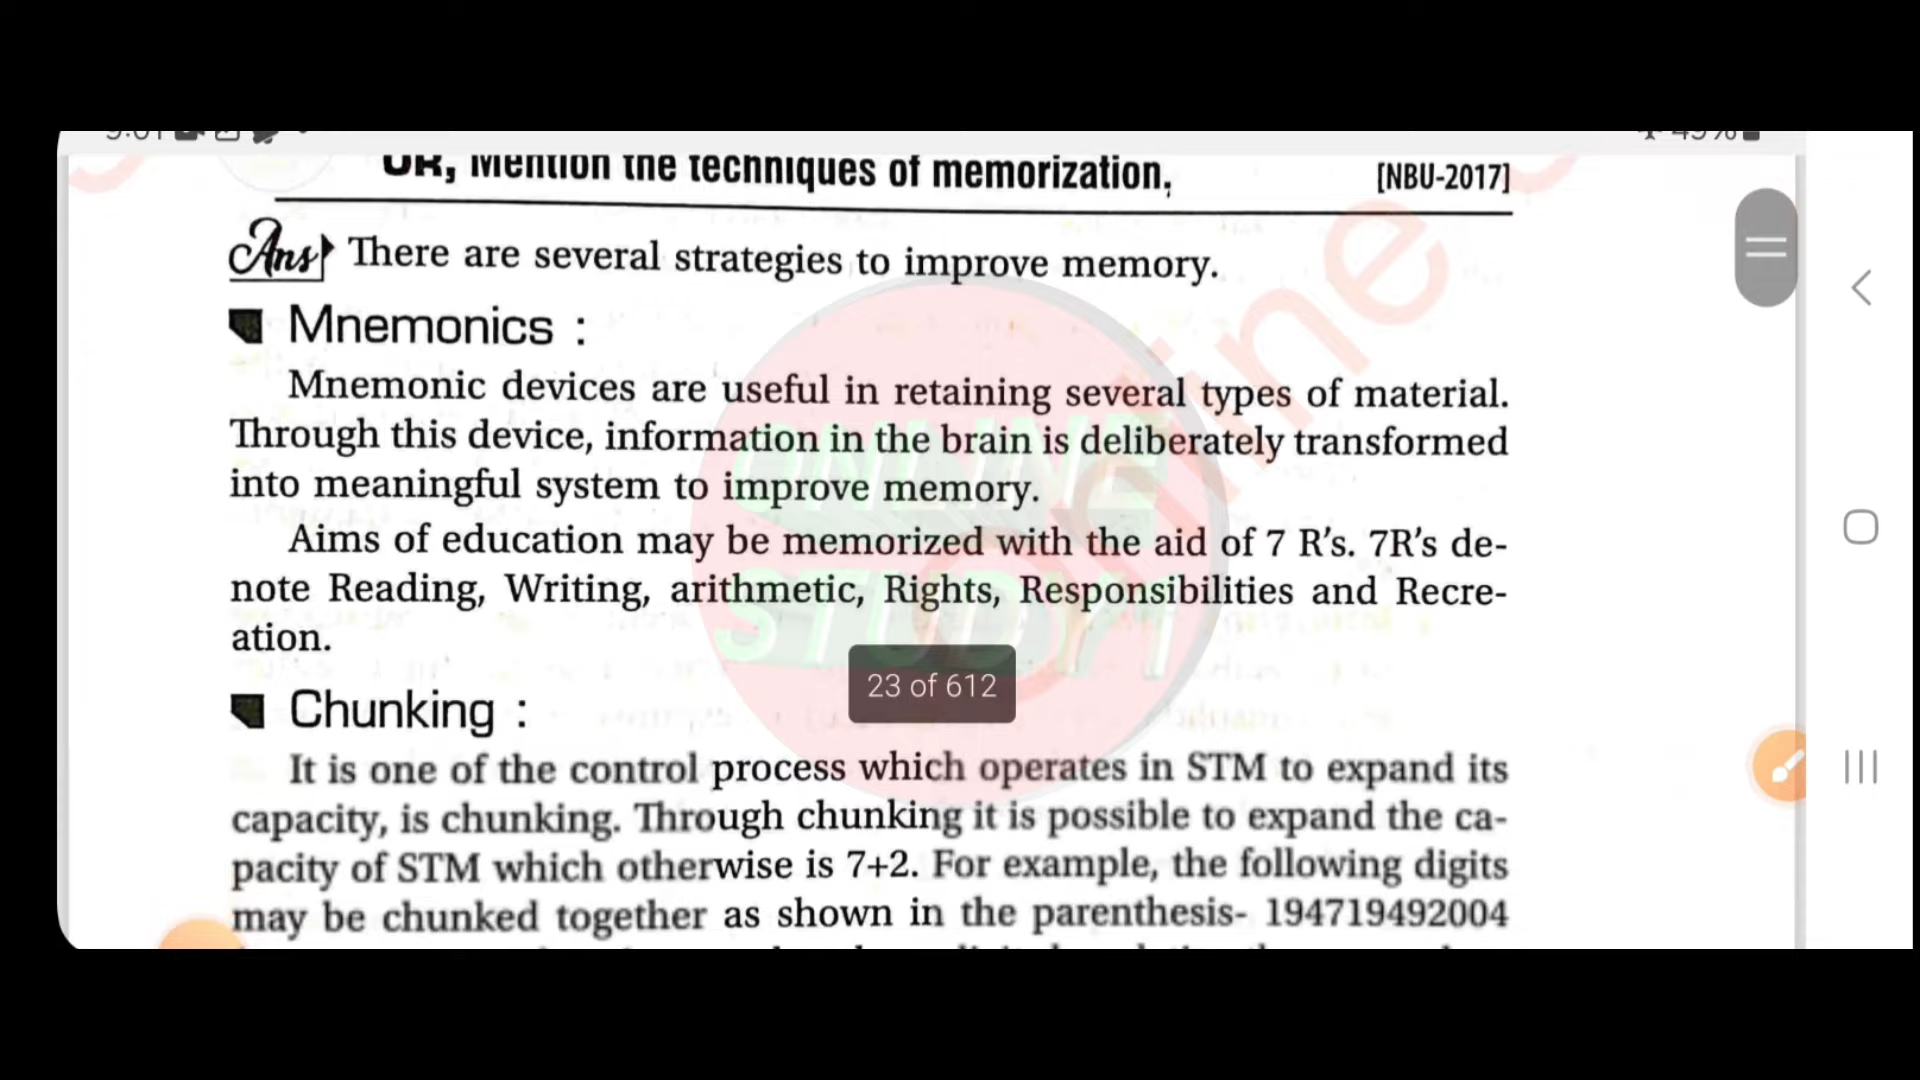 9:01 49%
OR, Mention the techniques of memorization. [NBU-2017]
Ans There are several strategies to improve memory.
Mnemonics :
Mnemonic devices are useful in retaining several types of material.
Through this device, information in the brain is deliberately transformed
into meaningful system to improve memory.
Aims of education may be memorized with the aid of 7 R's. 7R's de-
note Reading, Writing, arithmetic, Rights, Responsibilities and Recre-
ation.
23 of 612
Chunking :
It is one of the control process which operates in STM to expand its
capacity, is chunking. Through chunking it is possible to expand the ca-
pacity of STM which otherwise is 7+2. For example, the following digits
may be chunked together as shown in the parenthesis- 194719492004
ONLINE
STUDY
Online